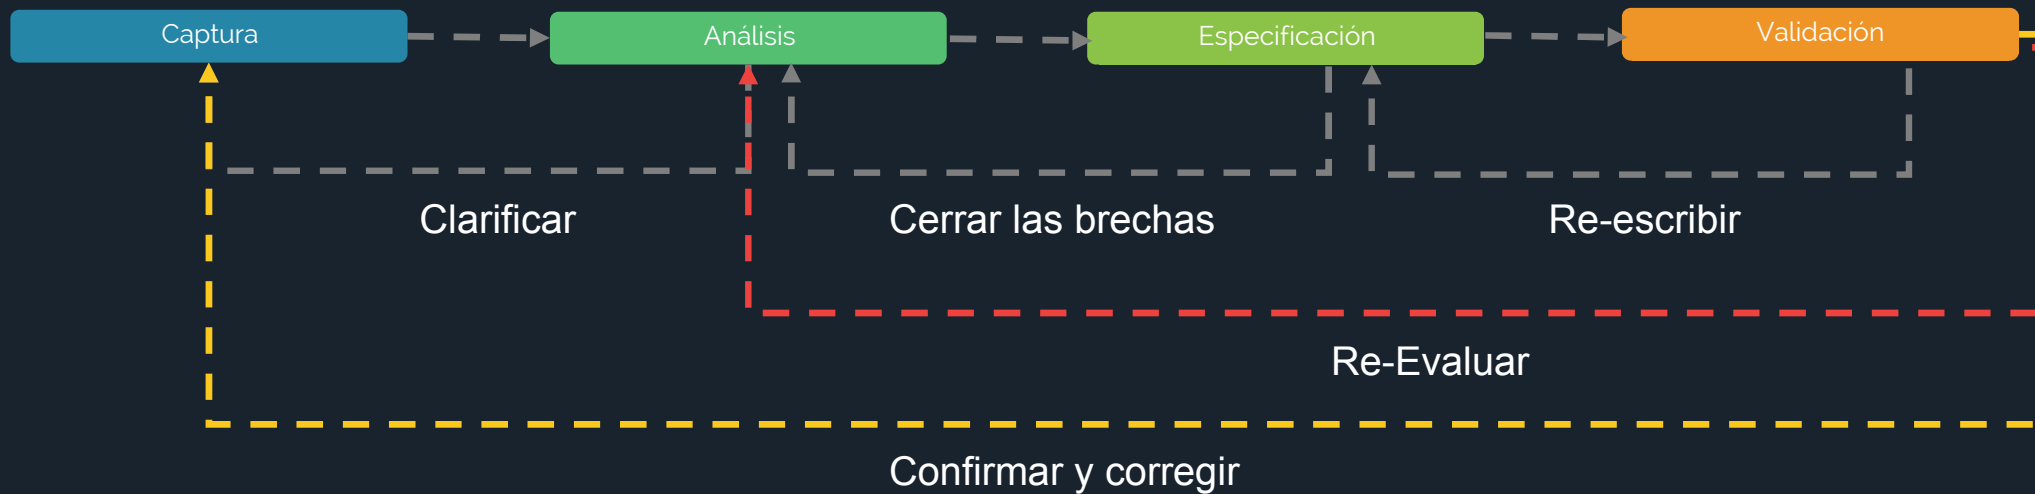 Captura
Análisis
Especificación
Validación
Clarificar
Cerrar las brechas
Re-escribir
Re-Evaluar
Confirmar y corregir